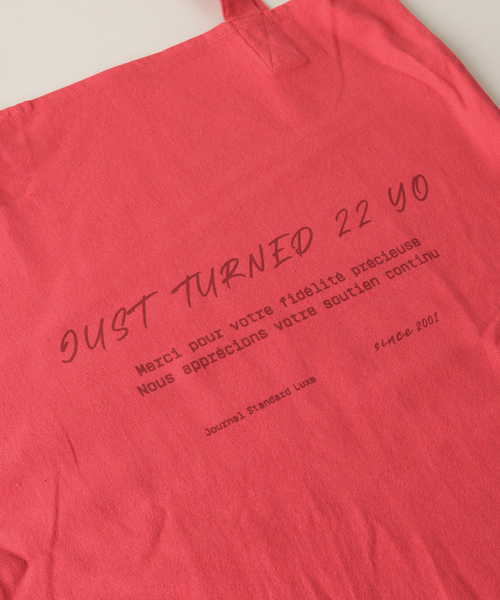 JUST TURNED 22 YO
Merci pour votre fidélité précieuse
Nous apprécions votre soutien continu
since 2001
Journal Standard Luxe